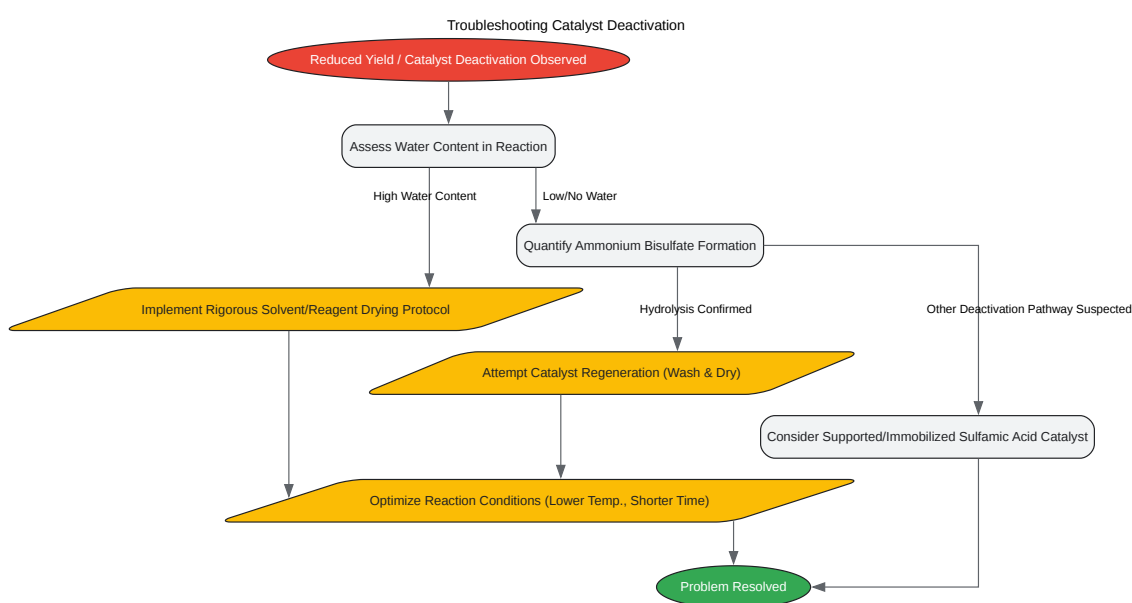 Troubleshooting Catalyst Deactivation
Reduced Yield / Catalyst Deactivation Observed
Assess Water Content in Reaction
High Water Content
Low/No Water
Quantify Ammonium Bisulfate Formation
Implement Rigorous Solvent/Reagent Drying Protocol
Hydrolysis Confirmed
Other Deactivation Pathway Suspected
Attempt Catalyst Regeneration (Wash & Dry)
Consider Supported/Immobilized Sulfamic Acid Catalyst
Optimize Reaction Conditions (Lower Temp., Shorter Time)
Problem Resolved